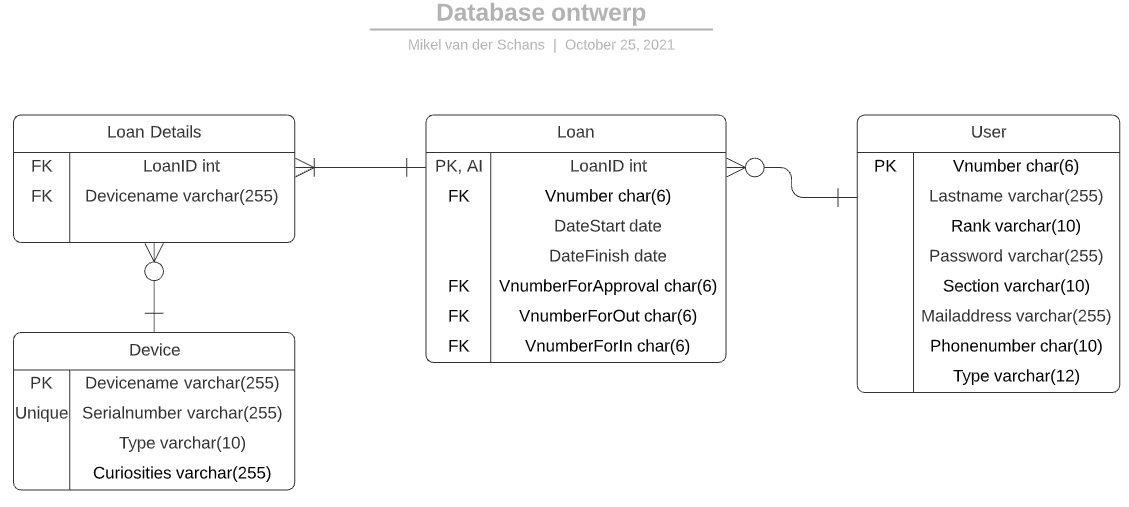 Database ontwerp
Mikel van der Schans | October 25, 2021
Loan Details
FK LoanID int
FK Devicename varchar(255)
Loan
PK, AI LoanID int
FK Vnumber char(6)
DateStart date
DateFinish date
FK VnumberForApproval char(6)
FK VnumberForOut char(6)
FK VnumberForIn char(6)
User
PK Vnumber char(6)
Lastname varchar(255)
Rank varchar(10)
Password varchar(255)
Section varchar(10)
Mailaddress varchar(255)
Phonenumber char(10)
Type varchar(12)
Device
PK Devicename varchar(255)
Unique Serialnumber varchar(255)
Type varchar(10)
Curiosities varchar(255)